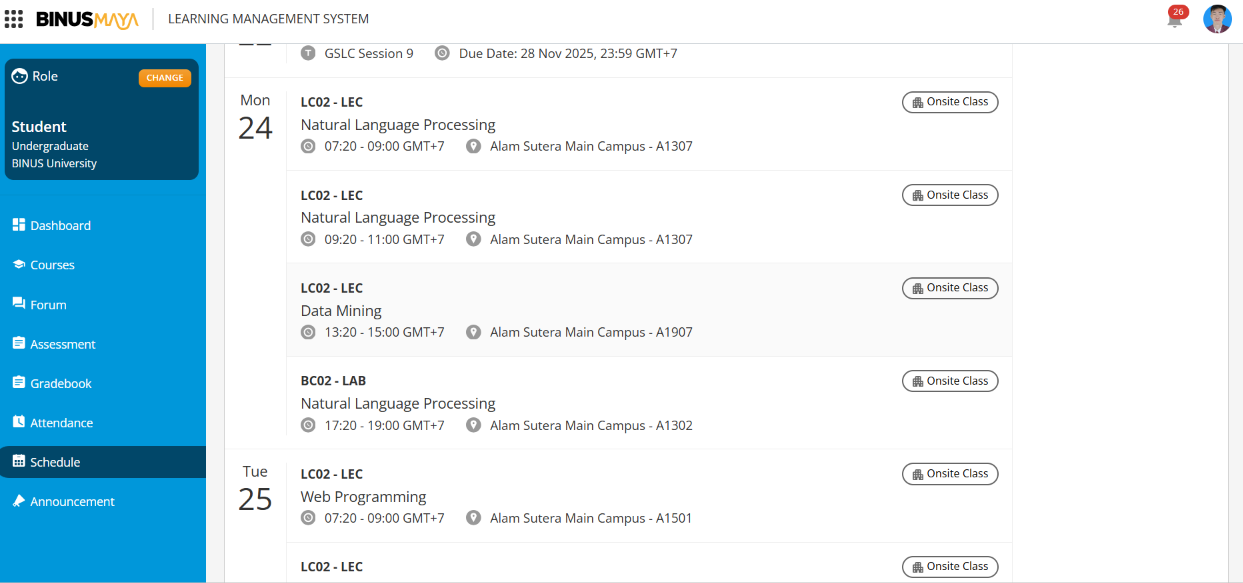 BINUSMAYA
LEARNING MANAGEMENT SYSTEM
26
Role
CHANGE
Student
Undergraduate
BINUS University
Dashboard
Courses
Forum
Assessment
Gradebook
Attendance
Schedule
Announcement
T GSLC Session 9 Due Date: 28 Nov 2025, 23:59 GMT+7
Mon
24
LC02 - LEC
Onsite Class
Natural Language Processing
07:20 - 09:00 GMT+7 Alam Sutera Main Campus - A1307
LC02 - LEC
Onsite Class
Natural Language Processing
09:20 - 11:00 GMT+7 Alam Sutera Main Campus - A1307
LC02 - LEC
Onsite Class
Data Mining
13:20 - 15:00 GMT+7 Alam Sutera Main Campus - A1907
BC02 - LAB
Onsite Class
Natural Language Processing
17:20 - 19:00 GMT+7 Alam Sutera Main Campus - A1302
Tue
25
LC02 - LEC
Onsite Class
Web Programming
07:20 - 09:00 GMT+7 Alam Sutera Main Campus - A1501
LC02 - LEC
Onsite Class